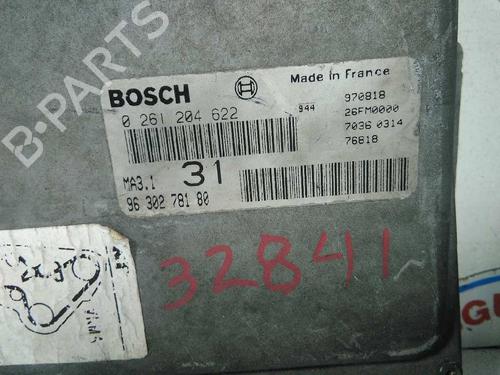 B-PARTS
BOSCH
Made in France
0 261 204 622
944
970818
26FM0000
7036 0314
76618
MA3.1
31
96 302 781 80
32841